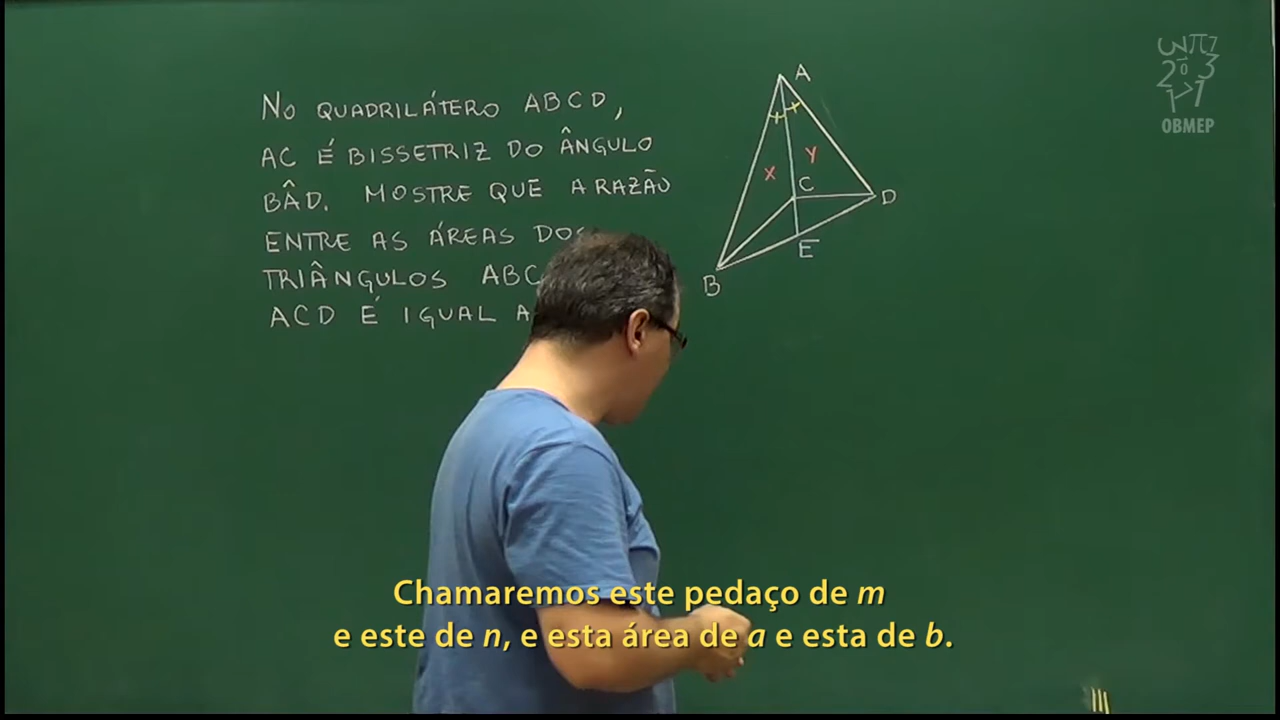 NO QUADRILÁTERO ABCD,
AC É BISSETRIZ DO ÂNGULO
BÂD. MOSTRE QUE A RAZÃO
ENTRE AS ÁREAS DOS
TRIÂNGULOS ABC
ACD É IGUAL A
A
X
Y
C
D
E
B
OBMEP
Chamaremos este pedaço de m
e este de n, e esta área de a e esta de b.